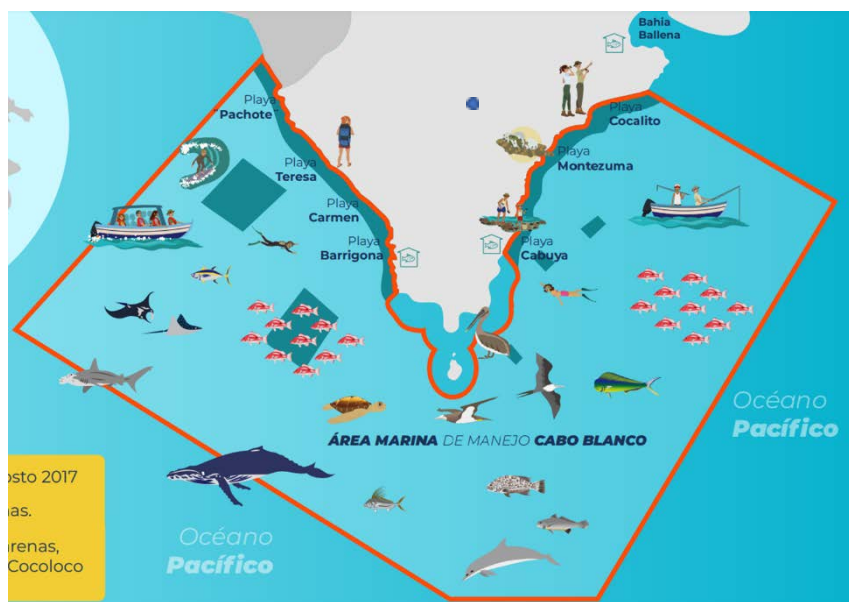 Bahia
Ballena
Playa
"Pachote"
Playa
Cocalito
Playa
Teresa
Playa
Montezuma
Playa
Carmen
Playa
Barrigona
Playa
Cabuya
Océano
Pacífico
ÁREA MARINA DE MANEJO CABO BLANCO
osto 2017
nas.
arenas,
Cocoloco
Océano
Pacífico